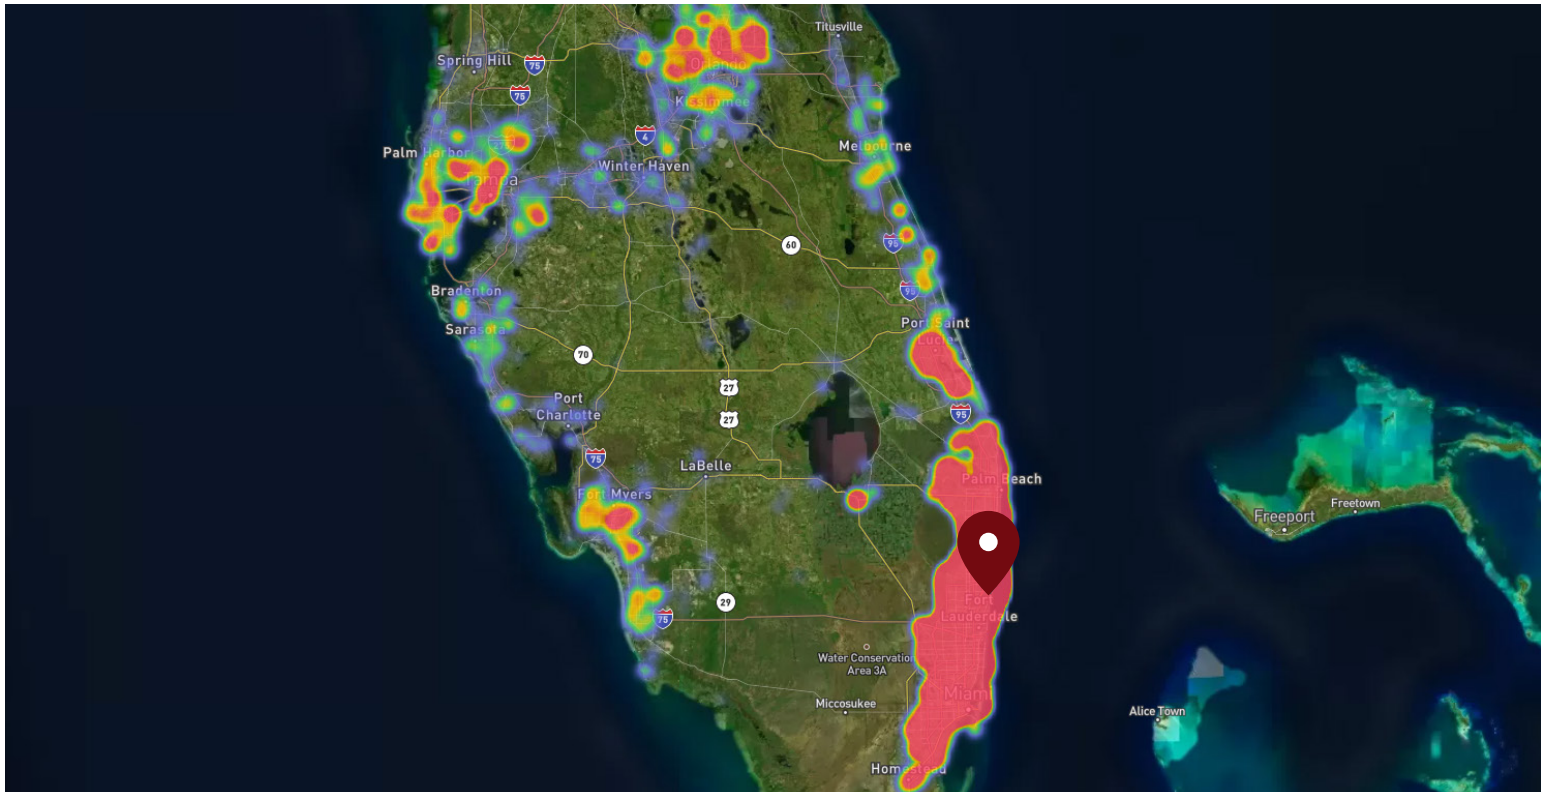 Titusville
Spring Hill
75
Orlando
75
Kissimmee
4
Palm Harbor
Melbourne
Winter Haven
Tampa
60
95
Bradenton
95
Port Saint
Lucie
Sarasota
70
27
Port
Charlotte
95
27
75
LaBelle
Palm Beach
Fort Myers
Freetown
Freeport
29
Fort
Lauderdale
75
Water Conservation
Area 3A
Miami
Miccosukee
Alice Town
Homestead